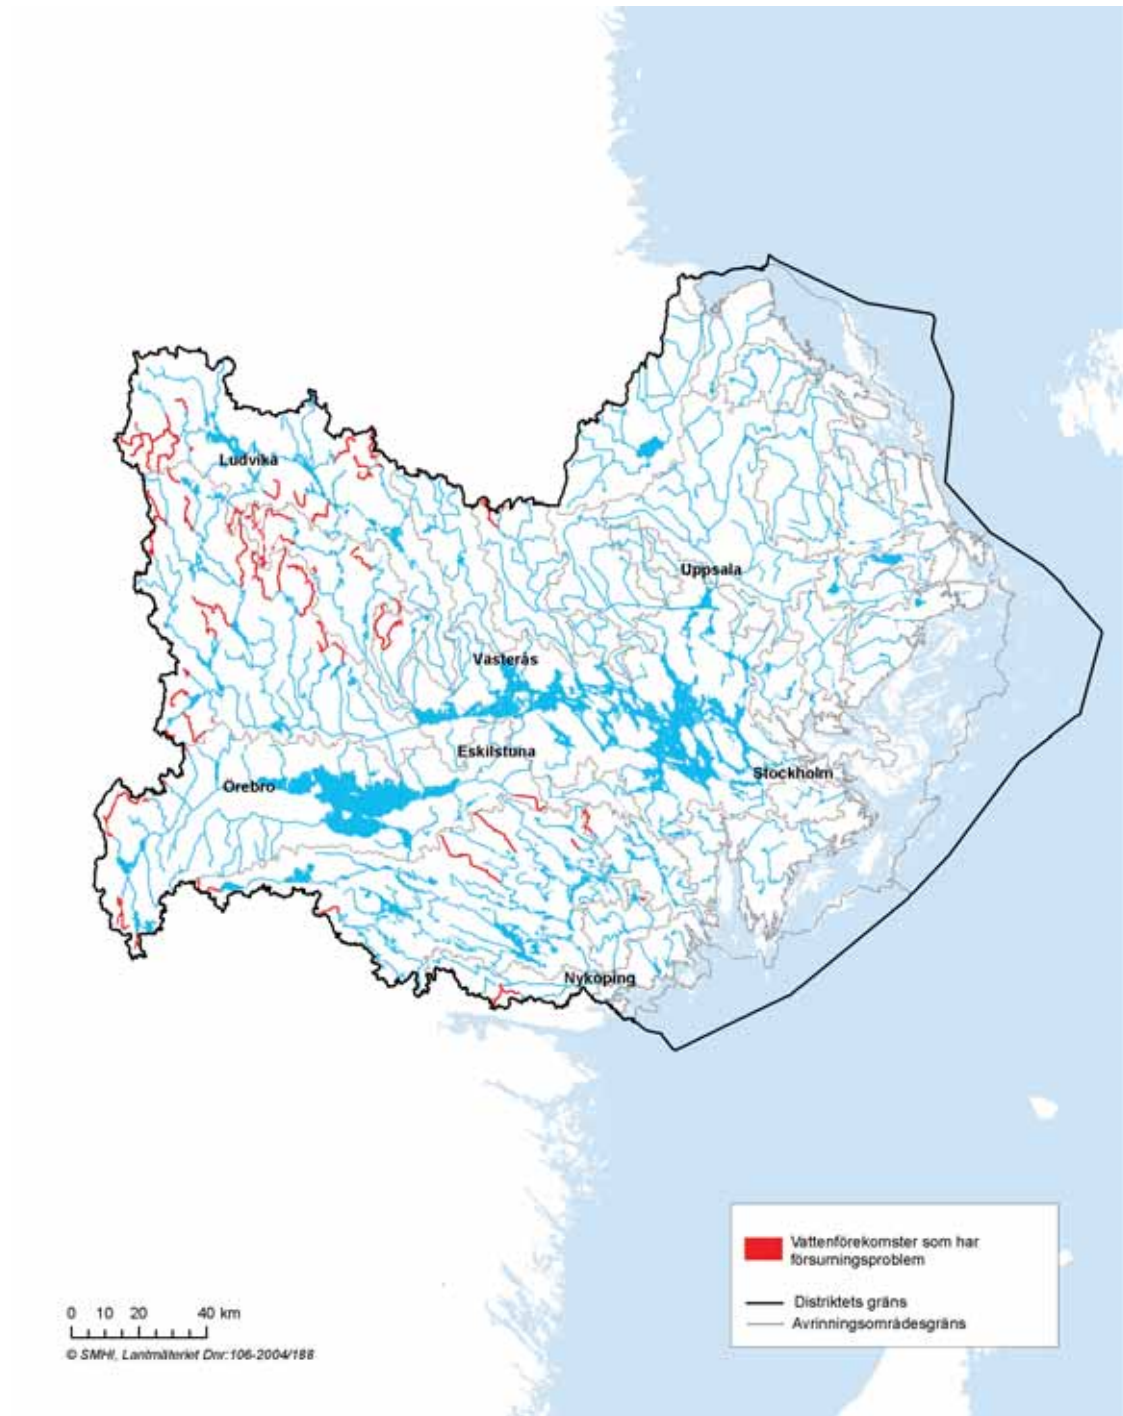 Ludvika
Uppsala
Västerås
Eskilstuna
Stockholm
Örebro
Nyköping
Vattenförekomster som har
försurningsproblem
Distriktets gräns
Avrinningsområdesgräns
0 10 20 40 km
© SMHI, Lantmäteriet Dnr:106-2004/188